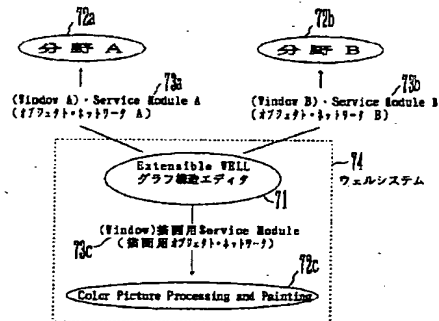 72a
72b
分野 A
分野 B
73a
73b
(Window A)・Service Module A
(オブジェクト・ネットワーク A)
(Window B)・Service Module B
(オブジェクト・ネットワーク B)
Extensible WELL
グラフ構造エディタ
71
74
ウェルシステム
(Window)描画用Service Module
(描画用オブジェクト・ネットワーク)
73c
72c
Color Picture Processing and Painting